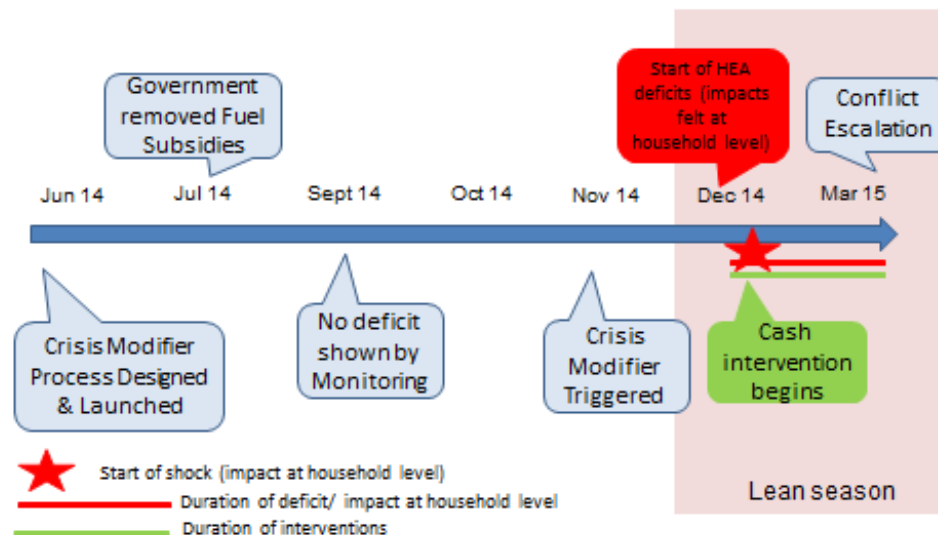 Government
removed Fuel
Subsidies
Start of HEA
deficits (impacts
felt at
household level)
Conflict
Escalation
Jun 14
Jul 14
Sept 14
Oct 14
Nov 14
Dec 14
Mar 15
Crisis Modifier
Process Designed
& Launched
No deficit
shown by
Monitoring
Crisis
Modifier
Triggered
Cash
intervention
begins
Start of shock (impact at household level)
Duration of deficit/ impact at household level
Duration of interventions
Lean season